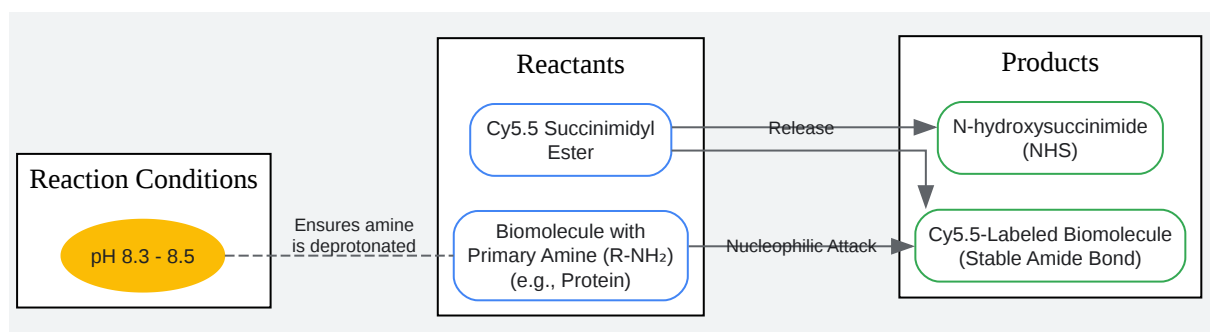 Reaction Conditions
pH 8.3 - 8.5
Ensures amine
is deprotonated
Reactants
Cy5.5 Succinimidyl
Ester
Biomolecule with
Primary Amine (R-NH₂)
(e.g., Protein)
Release
Nucleophilic Attack
Products
N-hydroxysuccinimide
(NHS)
Cy5.5-Labeled Biomolecule
(Stable Amide Bond)